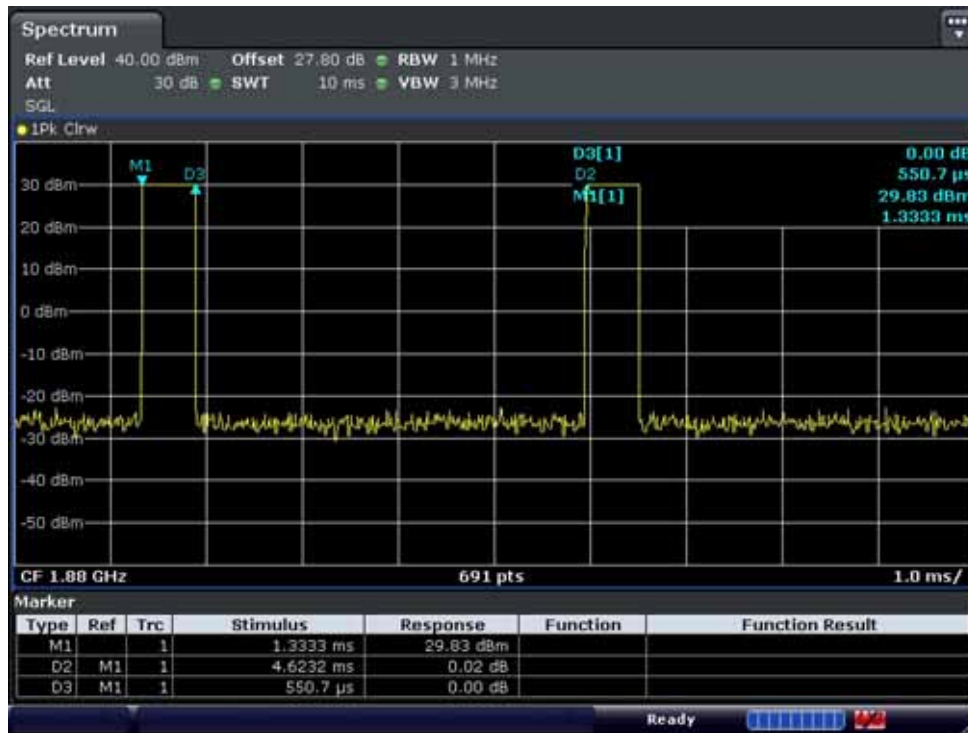 Spectrum
Ref Level 40.00 dBm Offset 27.80 dB RBW 1 MHz
Att 30 dB SWT 10 ms VBW 3 MHz
SGL
1Pk Clrw
D3[1] 0.00 dB
550.7 µs
M1[1] 29.83 dBm
1.3333 ms
M1
D3
D2
30 dBm
20 dBm
10 dBm
0 dBm
-10 dBm
-20 dBm
-30 dBm
-40 dBm
-50 dBm
CF 1.88 GHz 691 pts 1.0 ms/
Marker
Type Ref Trc Stimulus Response Function Function Result
M1 1 1.3333 ms 29.83 dBm
D2 M1 1 4.6232 ms 0.02 dB
D3 M1 1 550.7 µs 0.00 dB
Ready